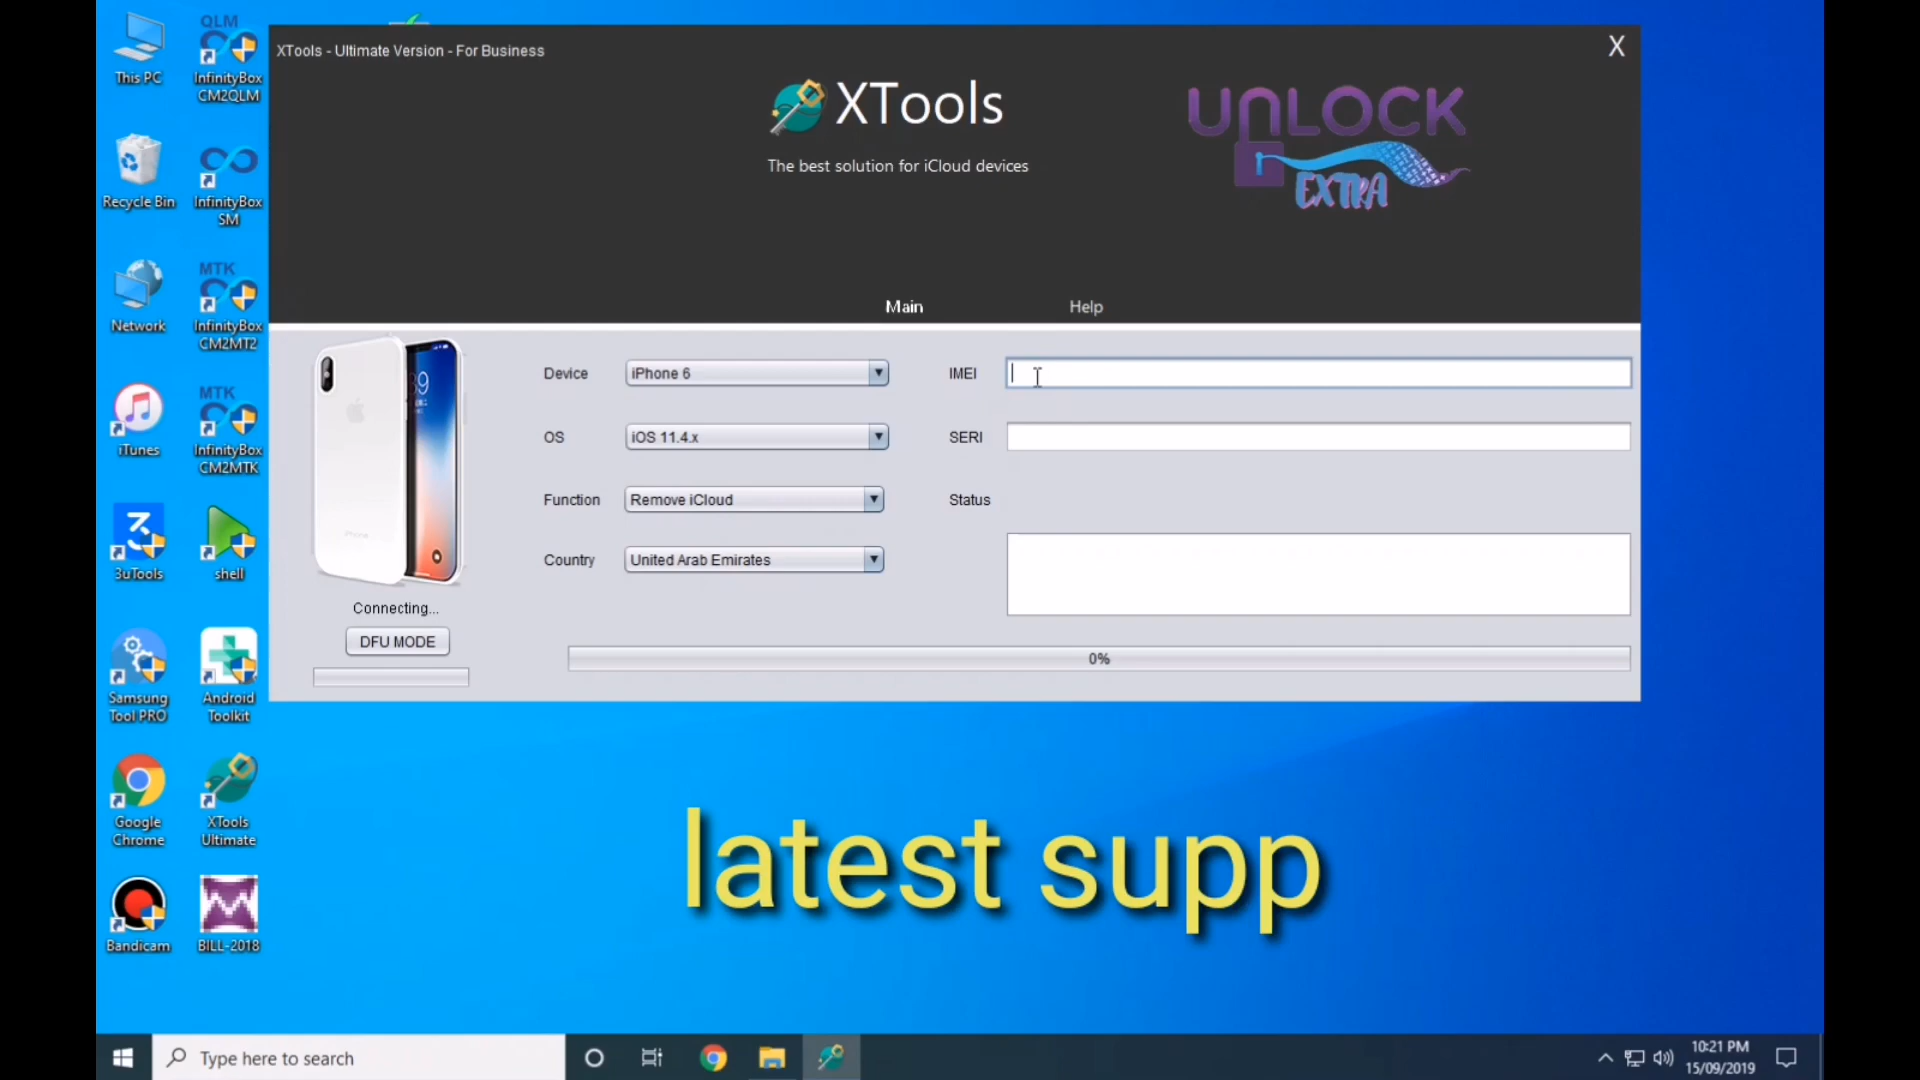 This PC
QLM
InfinityBox
CM2QLM
Recycle Bin
InfinityBox
SM
Network
MTK
InfinityBox
CM2MT2
iTunes
MTK
InfinityBox
CM2MTK
3uTools
shell
Samsung
Tool PRO
Android
Toolkit
Google
Chrome
XTools
Ultimate
Bandicam
BILL-2018
XTools - Ultimate Version - For Business
X
XTools
The best solution for iCloud devices
UNLOCK
EXTRA
Main
Help
Device
iPhone 6
IMEI
OS
iOS 11.4.x
SERI
Function
Remove iCloud
Status
Country
United Arab Emirates
Connecting...
DFU MODE
0%
latest supp
Type here to search
10:21 PM
15/09/2019